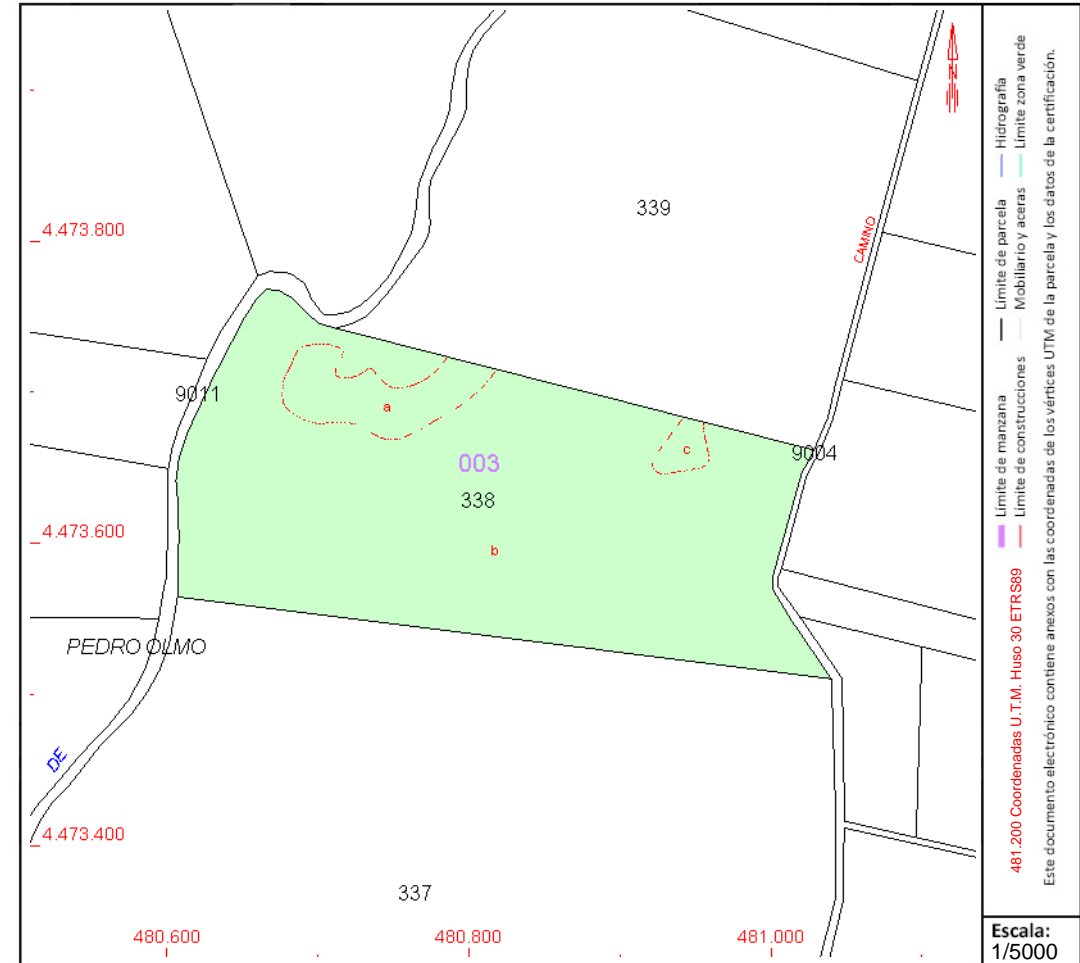 339
4.473.800
CAMINO
9011
a
c
003
9004
338
4.473.600
b
PEDRO OLMO
DE
4.473.400
337
480.600
480.800
481.000
N
Límite de manzana
Límite de parcela
Hidrografía
Límite de construcciones
Mobiliario y aceras
Límite zona verde
481.200 Coordenadas U.T.M. Huso 30 ETRS89
Este documento electrónico contiene anexos con las coordenadas de los vértices UTM de la parcela y los datos de la certificación.
Escala:
1/5000